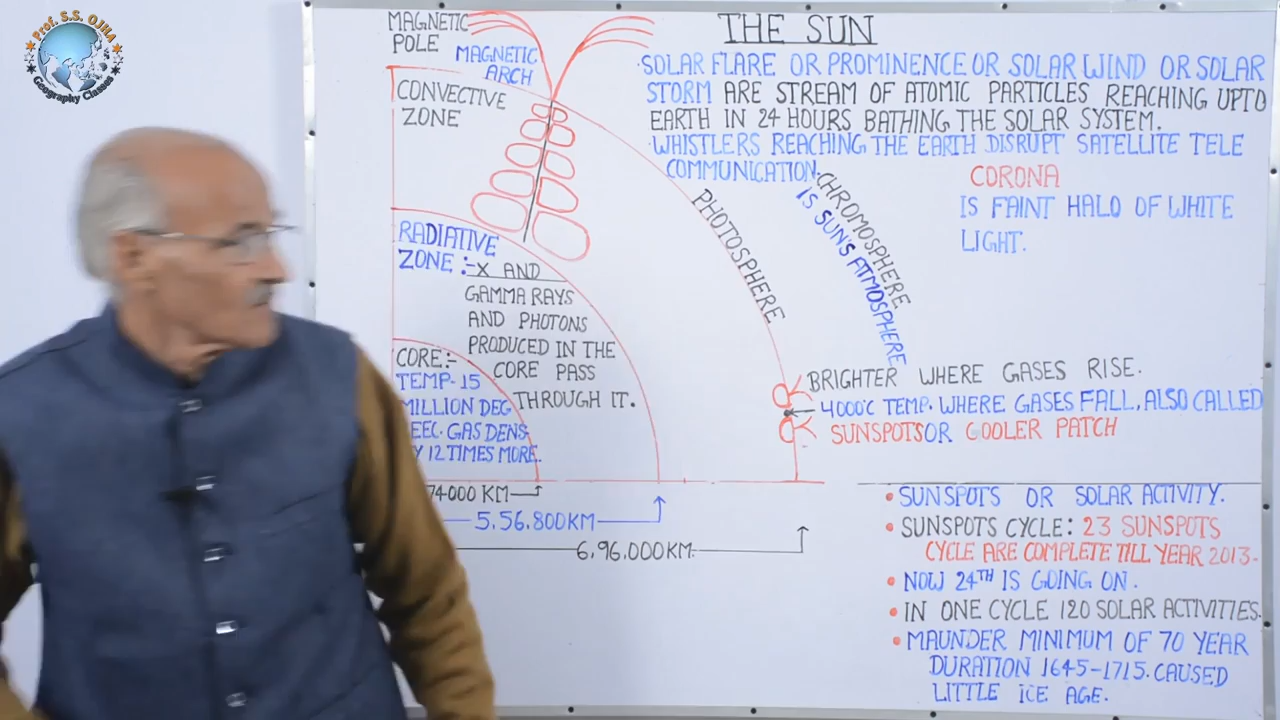 Prof. S.S. OJHA
Geography Classes
THE SUN
MAGNETIC
POLE
MAGNETIC
ARCH
CONVECTIVE
ZONE
·SOLAR FLARE OR PROMINENCE OR SOLAR WIND OR SOLAR
STORM ARE STREAM OF ATOMIC PARTICLES REACHING UPTO
EARTH IN 24 HOURS BATHING THE SOLAR SYSTEM.
·WHISTLERS REACHING THE EARTH DISRUPT SATELLITE TELE
COMMUNICATION.
CORONA
IS FAINT HALO OF WHITE
LIGHT.
PHOTOSPHERE
CHROMOSPHERE
IS SUN'S ATMOSPHERE
RADIATIVE
ZONE :-X AND
GAMMA RAYS
AND PHOTONS
PRODUCED IN THE
CORE PASS
THROUGH IT.
CORE:-
TEMP-15
MILLION DEG
EEC. GAS DENS
Y 12 TIMES MORE.
BRIGHTER WHERE GASES RISE.
4000°C TEMP. WHERE GASES FALL, ALSO CALLED
SUNSPOTS OR COOLER PATCH
74000 KM
5,56,800KM
6,96,000KM
• SUNSPOTS OR SOLAR ACTIVITY.
• SUNSPOTS CYCLE: 23 SUNSPOTS
CYCLE ARE COMPLETE TILL YEAR 2013-
• NOW 24TH IS GOING ON.
• IN ONE CYCLE 120 SOLAR ACTIVITIES.
• MAUNDER MINIMUM OF 70 YEAR
DURATION 1645-1715. CAUSED
LITTLE ICE AGE.